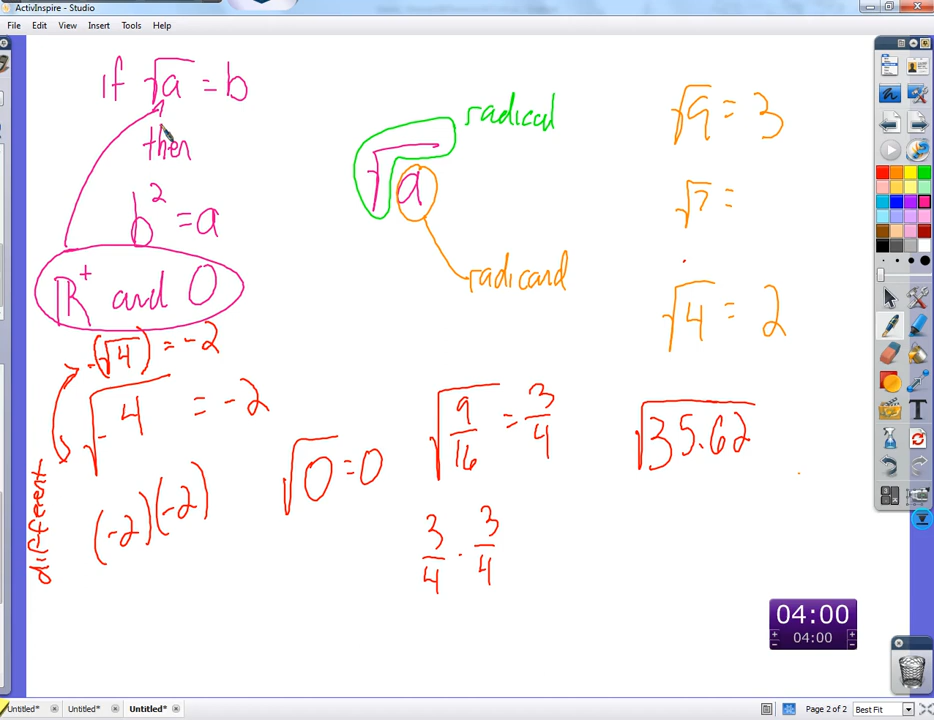 ActivInspire - Studio
File Edit View Insert Tools Help
if √a = b
then
b² = a
ℝ⁺ and 0
radical
√a
radicand
√9 = 3
√7 =
√4 = 2
-(√4) = -2
√-4 = -2
different
(-2)(-2)
√0 = 0
√(9/16) = 3/4
3/4 · 3/4
√35.62
04:00
04:00
Untitled* Untitled* Untitled*
Page 2 of 2 Best Fit